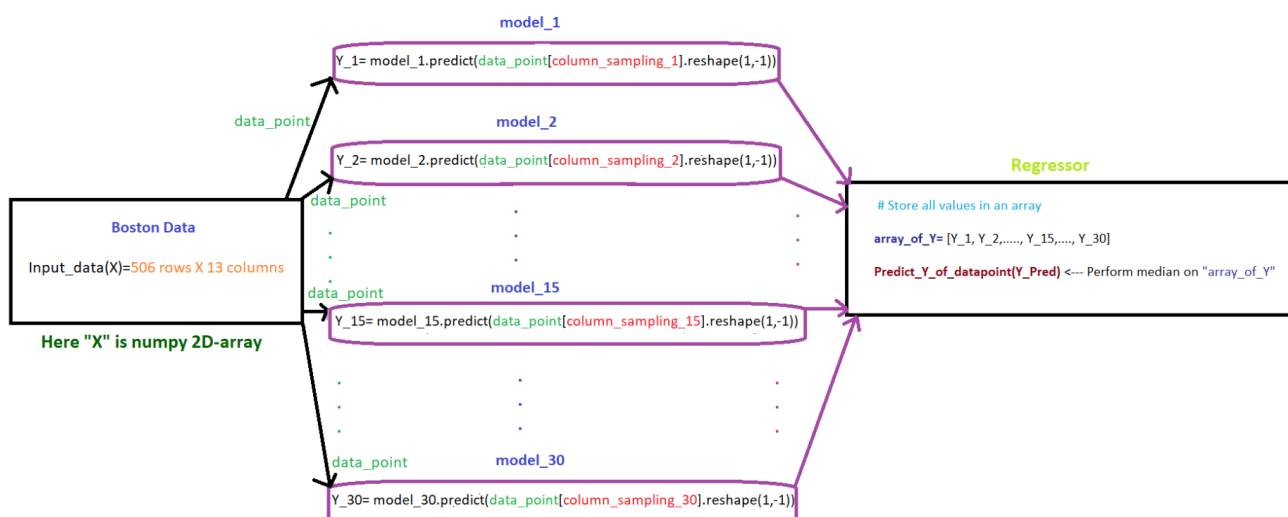 model_1
Y_1= model_1.predict(data_point[column_sampling_1].reshape(1,-1))
data_point
model_2
Y_2= model_2.predict(data_point[column_sampling_2].reshape(1,-1))
data_point
Boston Data
Input_data(X)=506 rows X 13 columns
Here "X" is numpy 2D-array
data_point
model_15
Y_15= model_15.predict(data_point[column_sampling_15].reshape(1,-1))
data_point
model_30
Y_30= model_30.predict(data_point[column_sampling_30].reshape(1,-1))
Regressor
# Store all values in an array
array_of_Y= [Y_1, Y_2,....., Y_15,...., Y_30]
Predict_Y_of_datapoint(Y_Pred) <--- Perform median on "array_of_Y"